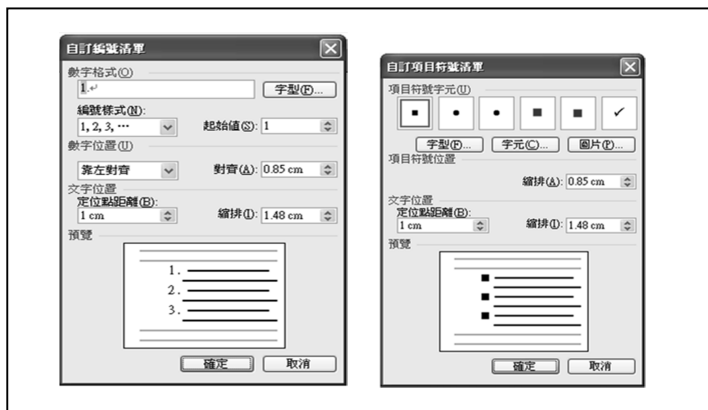 自訂編號清單
數字格式(O)
1.
字型(F)...
編號樣式(N):
1, 2, 3, …
起始值(S): 1
數字位置(U)
靠左對齊
對齊(A): 0.85 cm
文字位置
定位點距離(B):
1 cm
縮排(I): 1.48 cm
預覽
1.
2.
3.
確定
取消
自訂項目符號清單
項目符號字元(U)
字型(F)...
字元(C)...
圖片(P)...
項目符號位置
縮排(A): 0.85 cm
文字位置
定位點距離(B):
1 cm
縮排(I): 1.48 cm
預覽
確定
取消